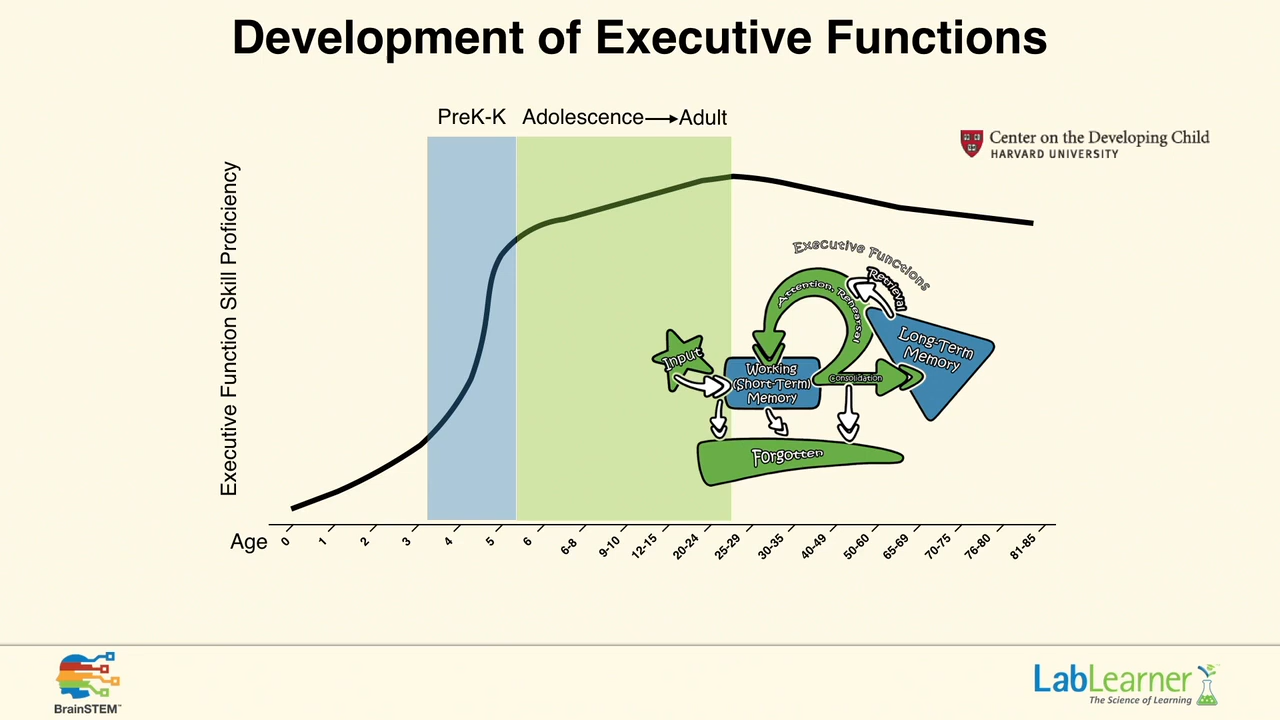 Development of Executive Functions
PreK-K
Adolescence→Adult
Center on the Developing Child
HARVARD UNIVERSITY
Executive Function Skill Proficiency
Executive Functions
Retrieval
Attention, Rehearsal
Long-Term
Memory
Input
Working
(Short-Term)
Memory
Consolidation
Forgotten
Age
0
1
2
3
4
5
6
6-8
9-10
12-15
20-24
25-29
30-35
40-49
50-60
65-69
70-75
76-80
81-85
BrainSTEM™
LabLearner
The Science of Learning